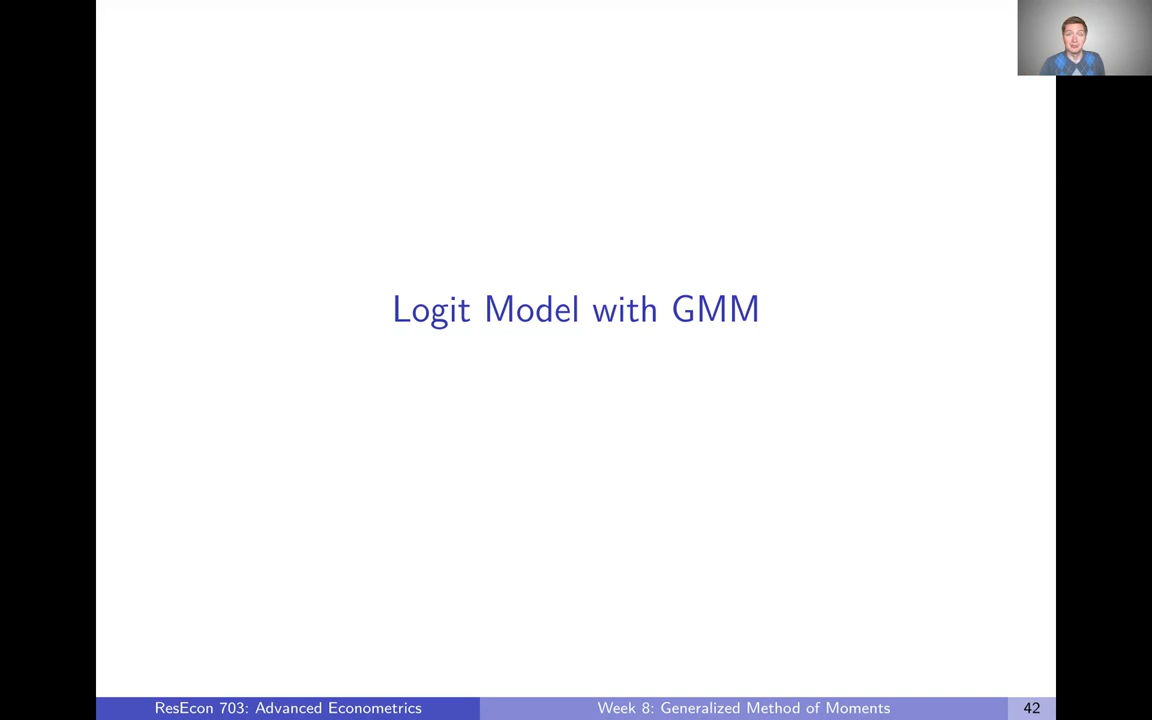 Logit Model with GMM
ResEcon 703: Advanced Econometrics
Week 8: Generalized Method of Moments
42